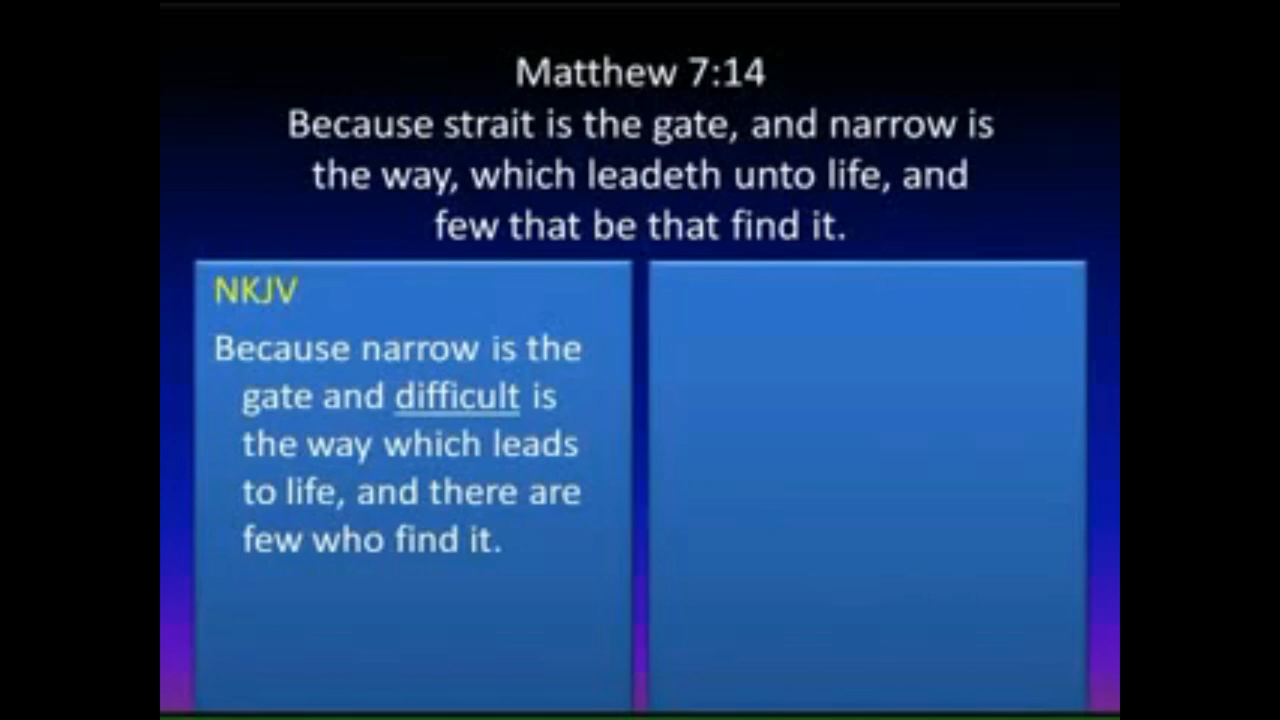 Matthew 7:14
Because strait is the gate, and narrow is
the way, which leadeth unto life, and
few that be that find it.
NKJV
Because narrow is the
gate and difficult is
the way which leads
to life, and there are
few who find it.